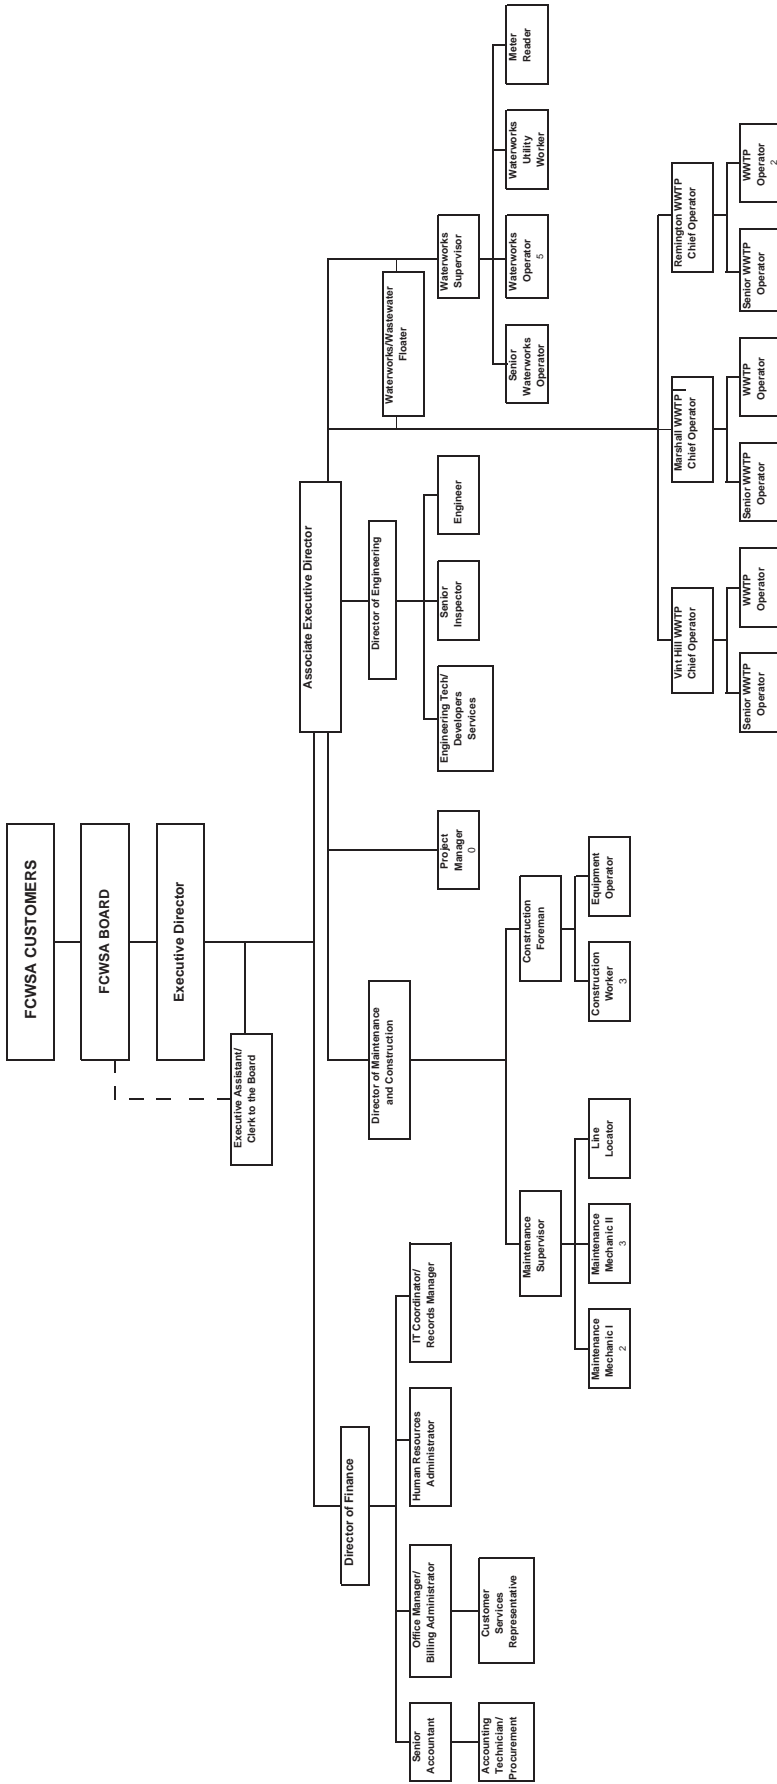 FCWSA CUSTOMERS
FCWSA BOARD
Executive Director
Executive Assistant/
Clerk to the Board
Associate Executive Director
Director of Finance
Director of Maintenance
and Construction
Director of Engineering
Waterworks/Wastewater
Floater
Senior
Accountant
Office Manager/
Billing Administrator
Human Resources
Administrator
IT Coordinator/
Records Manager
Project
Manager
0
Engineering Tech/
Developers
Services
Senior
Inspector
Engineer
Waterworks
Supervisor
Accounting
Technician/
Procurement
Customer
Services
Representative
Maintenance
Supervisor
Construction
Foreman
Senior
Waterworks
Operator
Waterworks
Operator
5
Waterworks
Utility
Worker
Meter
Reader
Maintenance
Mechanic I
2
Maintenance
Mechanic II
3
Line
Locator
Construction
Worker
3
Equipment
Operator
Vint Hill WWTP
Chief Operator
Marshall WWTP
Chief Operator
Remington WWTP
Chief Operator
Senior WWTP
Operator
WWTP
Operator
Senior WWTP
Operator
WWTP
Operator
Senior WWTP
Operator
WWTP
Operator
2